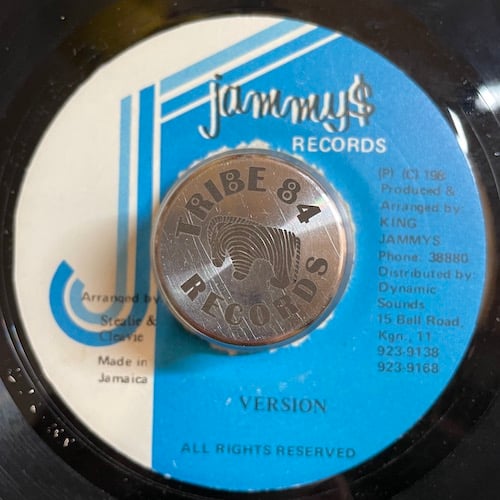 jammy$
RECORDS
(P) (C) 198
Produced &
Arranged by
KING
JAMMYS
Phone: 38880
Distributed by:
Dynamic
Sounds
15 Bell Road,
Kgn., 11.
923-9138
923-9168
TRIBE 84
RECORDS
Arranged by
Steelie &
Cleavie
Made in
Jamaica
VERSION
ALL RIGHTS RESERVED